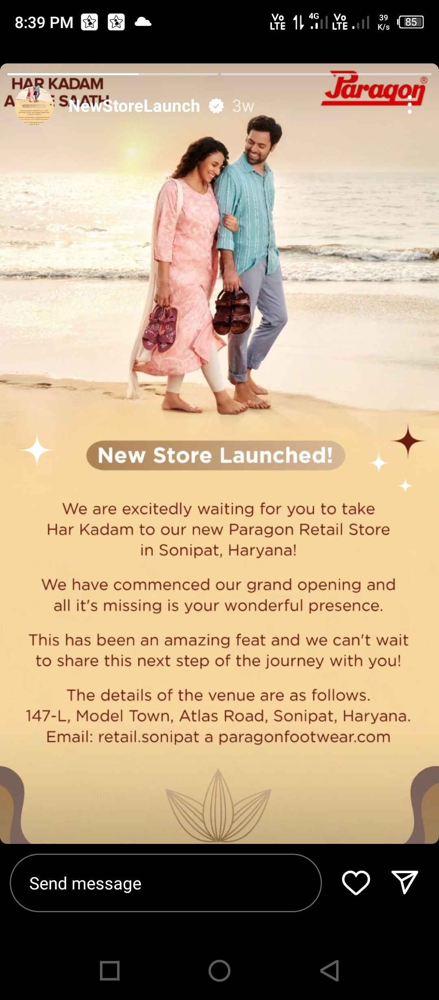 8:39 PM
Vo LTE 4G Vo LTE 39 K/s 85
HAR KADAM
SAATH
Paragon®
NewStoreLaunch 3w
New Store Launched!
We are excitedly waiting for you to take
Har Kadam to our new Paragon Retail Store
in Sonipat, Haryana!
We have commenced our grand opening and
all it's missing is your wonderful presence.
This has been an amazing feat and we can't wait
to share this next step of the journey with you!
The details of the venue are as follows.
147-L, Model Town, Atlas Road, Sonipat, Haryana.
Email: retail.sonipat a paragonfootwear.com
Send message